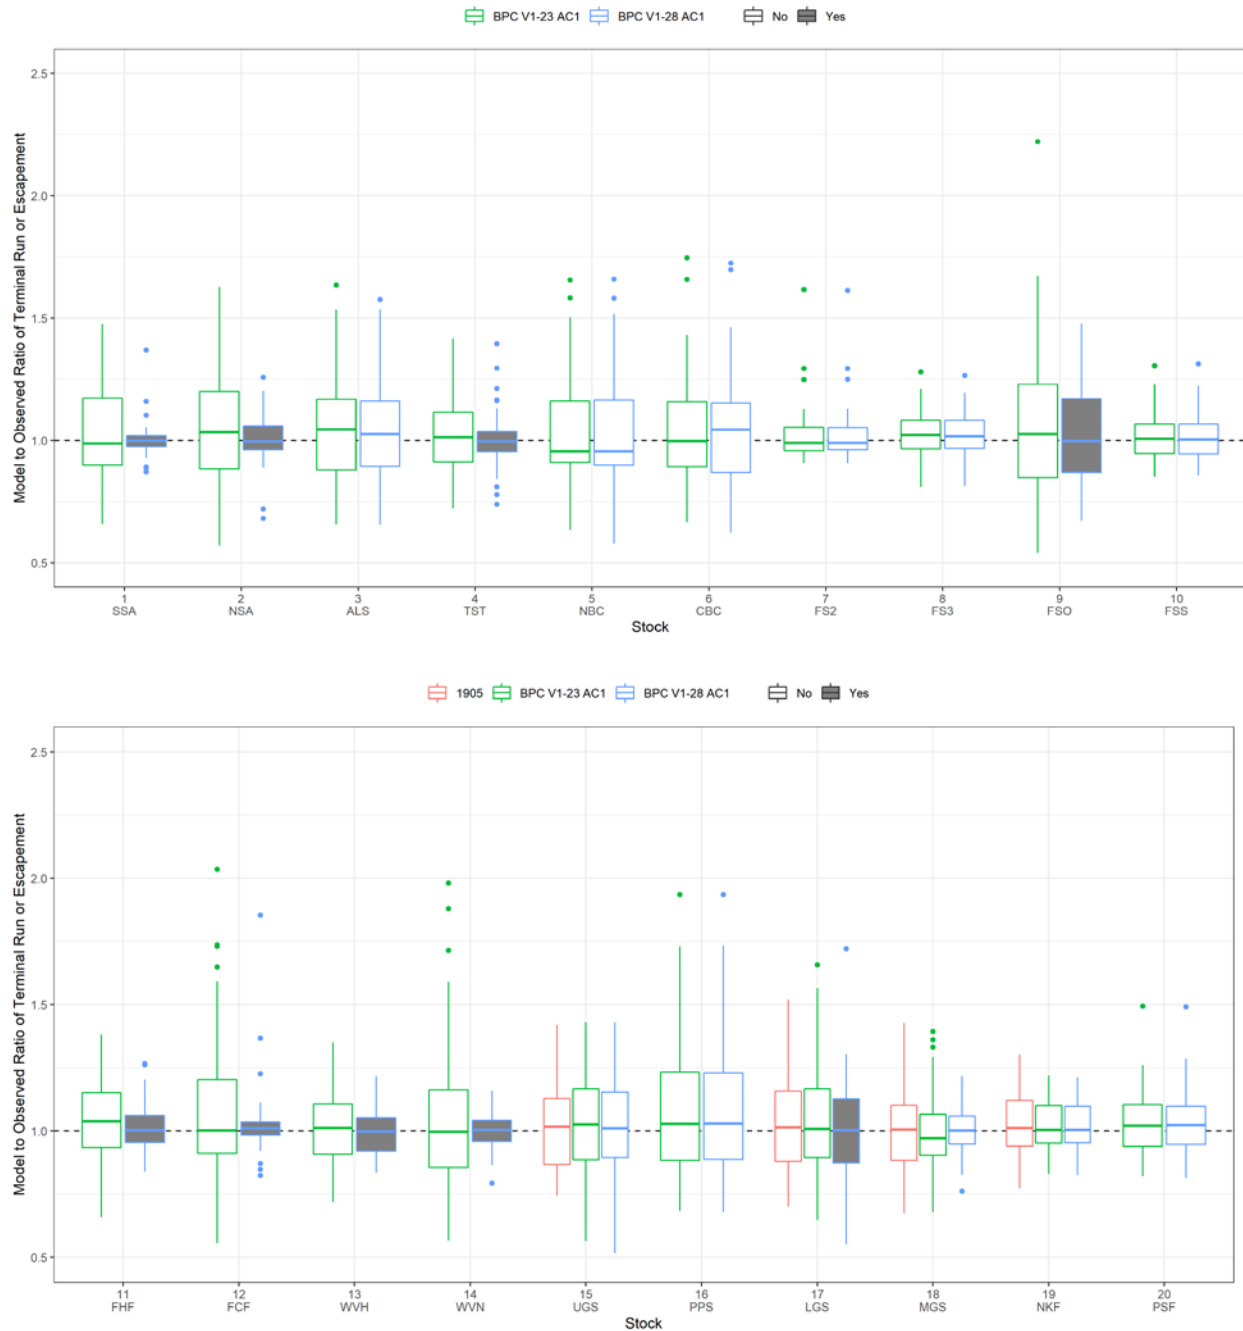 BPC V1-23 AC1 BPC V1-28 AC1 No Yes
Model to Observed Ratio of Terminal Run or Escapement
2.5
2.0
1.5
1.0
0.5
1 2 3 4 5 6 7 8 9 10
SSA NSA ALS TST NBC CBC FS2 FS3 FSO FSS
Stock
1905 BPC V1-23 AC1 BPC V1-28 AC1 No Yes
Model to Observed Ratio of Terminal Run or Escapement
2.5
2.0
1.5
1.0
0.5
11 12 13 14 15 16 17 18 19 20
FHF FCF WVH WVN UGS PPS LGS MGS NKF PSF
Stock